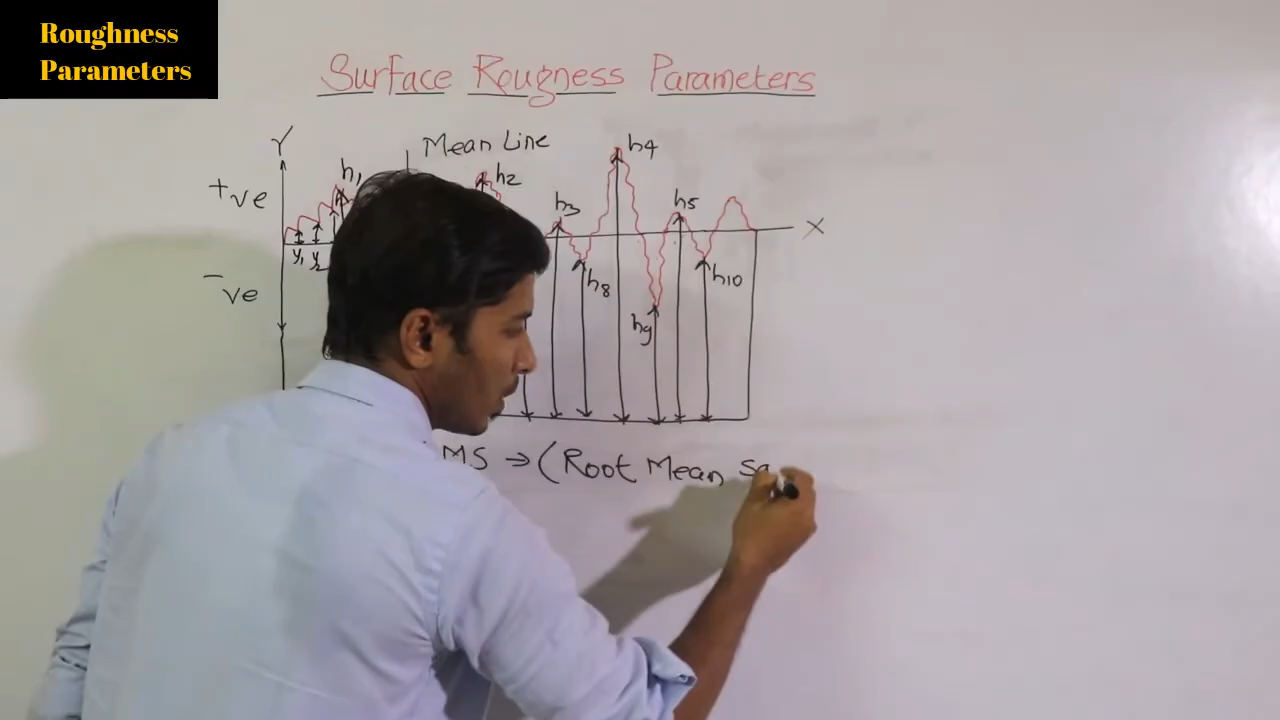 Roughness
Parameters
Surface Rougness Parameters
Y
Mean Line
h4
h1
h2
+ve
h3
h5
X
y1 y2
-ve
h8
h10
h9
MS → (Root Mean Sq